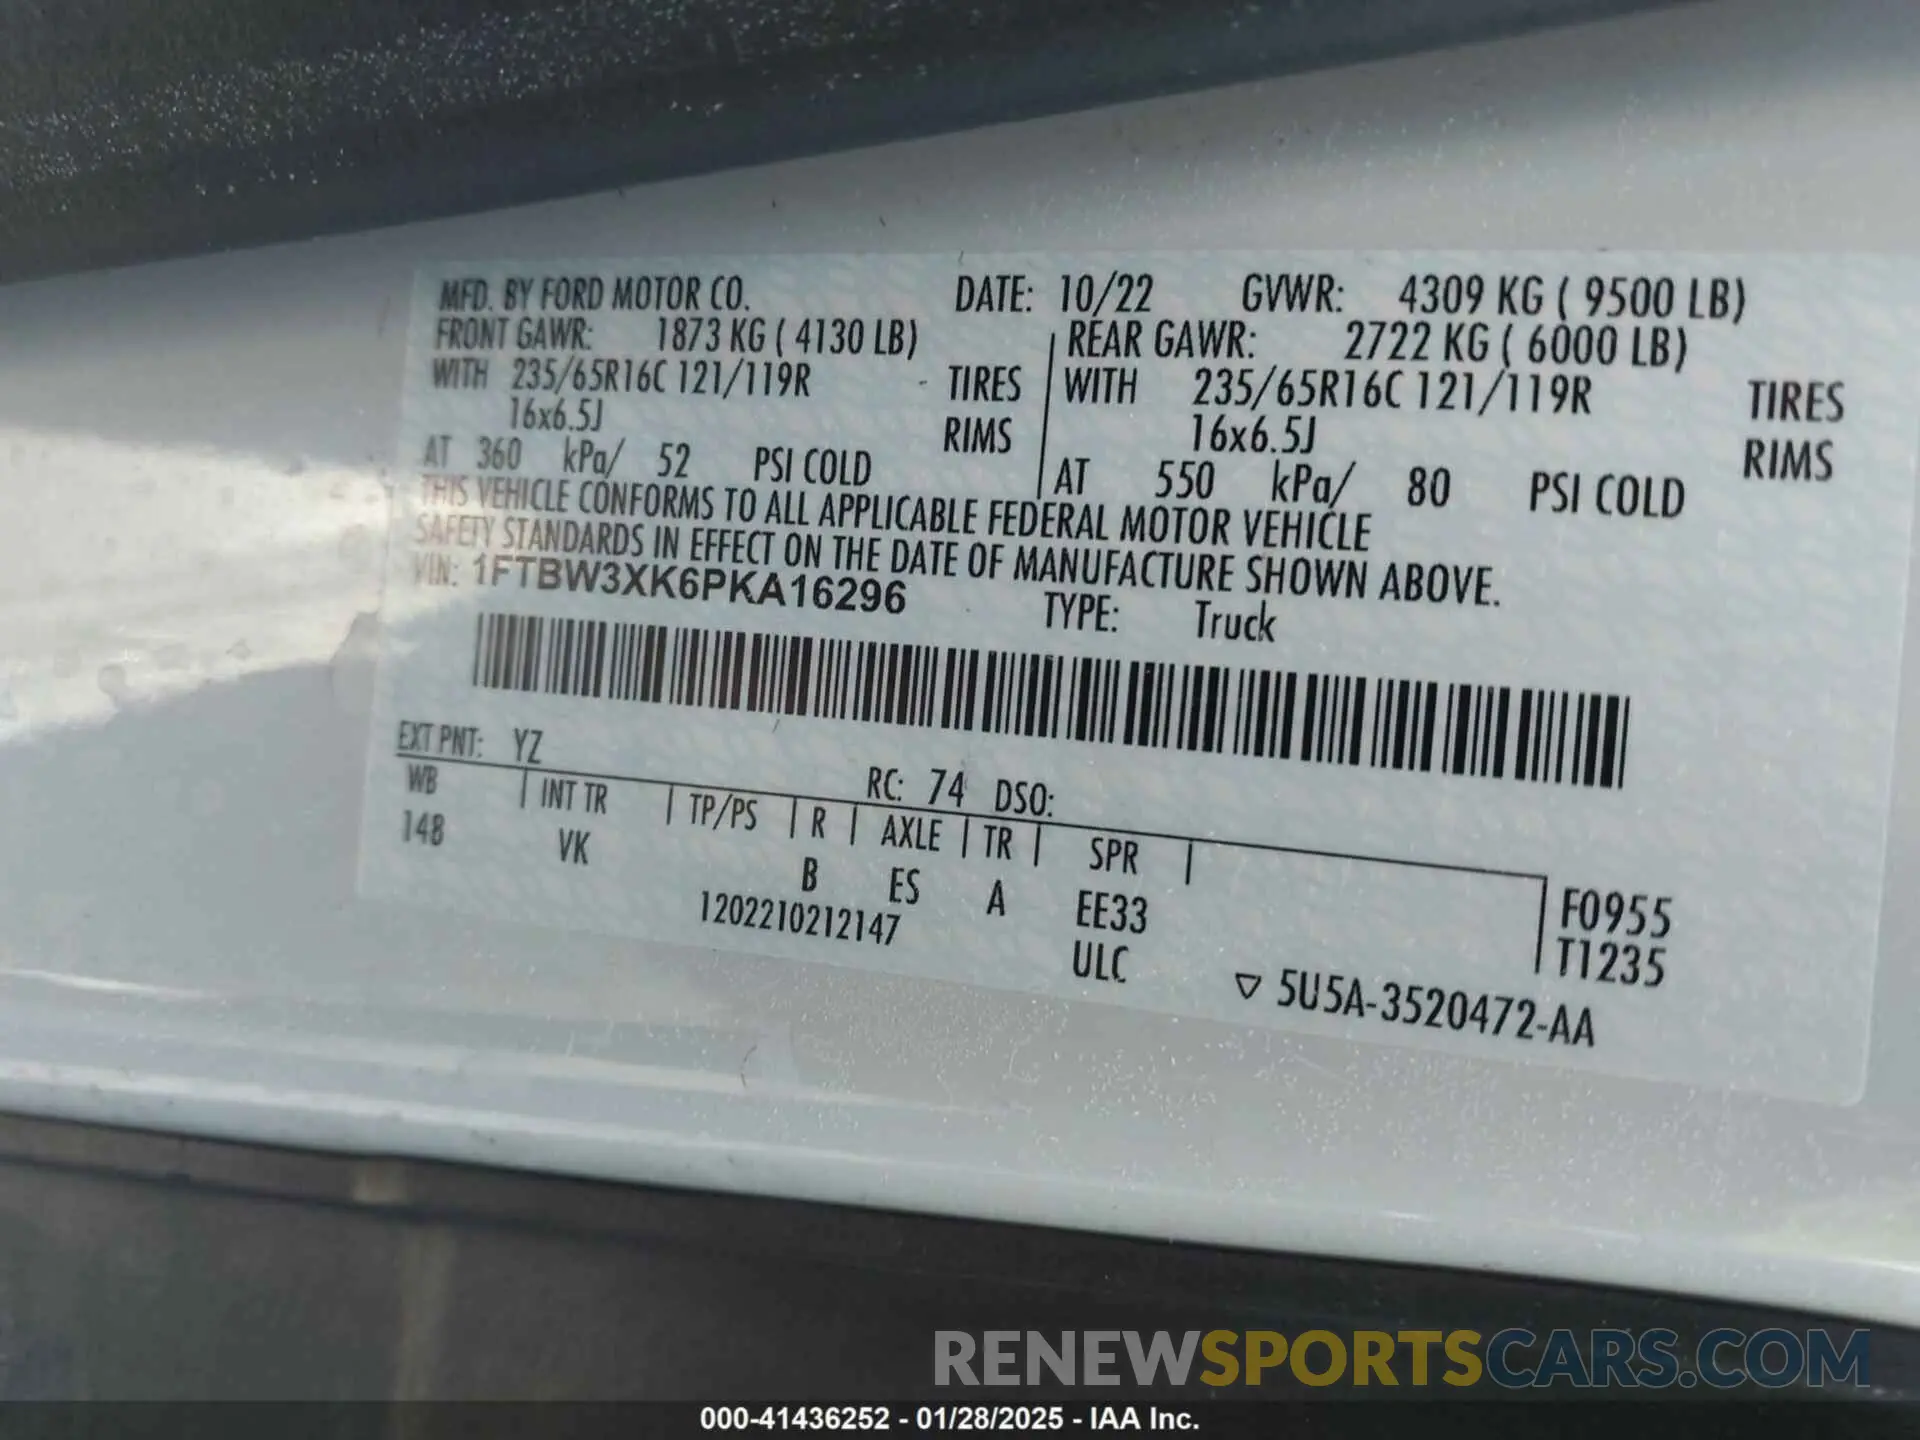 MFD. BY FORD MOTOR CO. DATE: 10/22 GVWR: 4309 KG ( 9500 LB)
FRONT GAWR: 1873 KG ( 4130 LB) REAR GAWR: 2722 KG ( 6000 LB)
WITH 235/65R16C 121/119R TIRES WITH 235/65R16C 121/119R TIRES
16x6.5J RIMS 16x6.5J RIMS
AT 360 kPa/ 52 PSI COLD AT 550 kPa/ 80 PSI COLD
THIS VEHICLE CONFORMS TO ALL APPLICABLE FEDERAL MOTOR VEHICLE
SAFETY STANDARDS IN EFFECT ON THE DATE OF MANUFACTURE SHOWN ABOVE.
VIN: 1FTBW3XK6PKA16296 TYPE: Truck
EXT PNT: YZ RC: 74 DSO:
WB INT TR TP/PS R AXLE TR SPR
148 VK B ES A EE33 F0955
1202210212147 ULC T1235
▽ 5U5A-3520472-AA
RENEWSPORTSCARS.COM
000-41436252 - 01/28/2025 - IAA Inc.